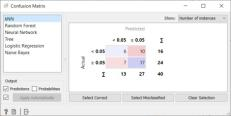 Confusion Matrix
kNN
Random Forest
Neural Network
Tree
Logistic Regression
Naive Bayes
Show: Number of instances
Predicted
< 0.05 ≥ 0.05 Σ
< 0.05 6 10 16
Actual
≥ 0.05 7 17 24
Σ 13 27 40
Output
Predictions Probabilities
Apply Automatically
Select Correct Select Misclassified Clear Selection